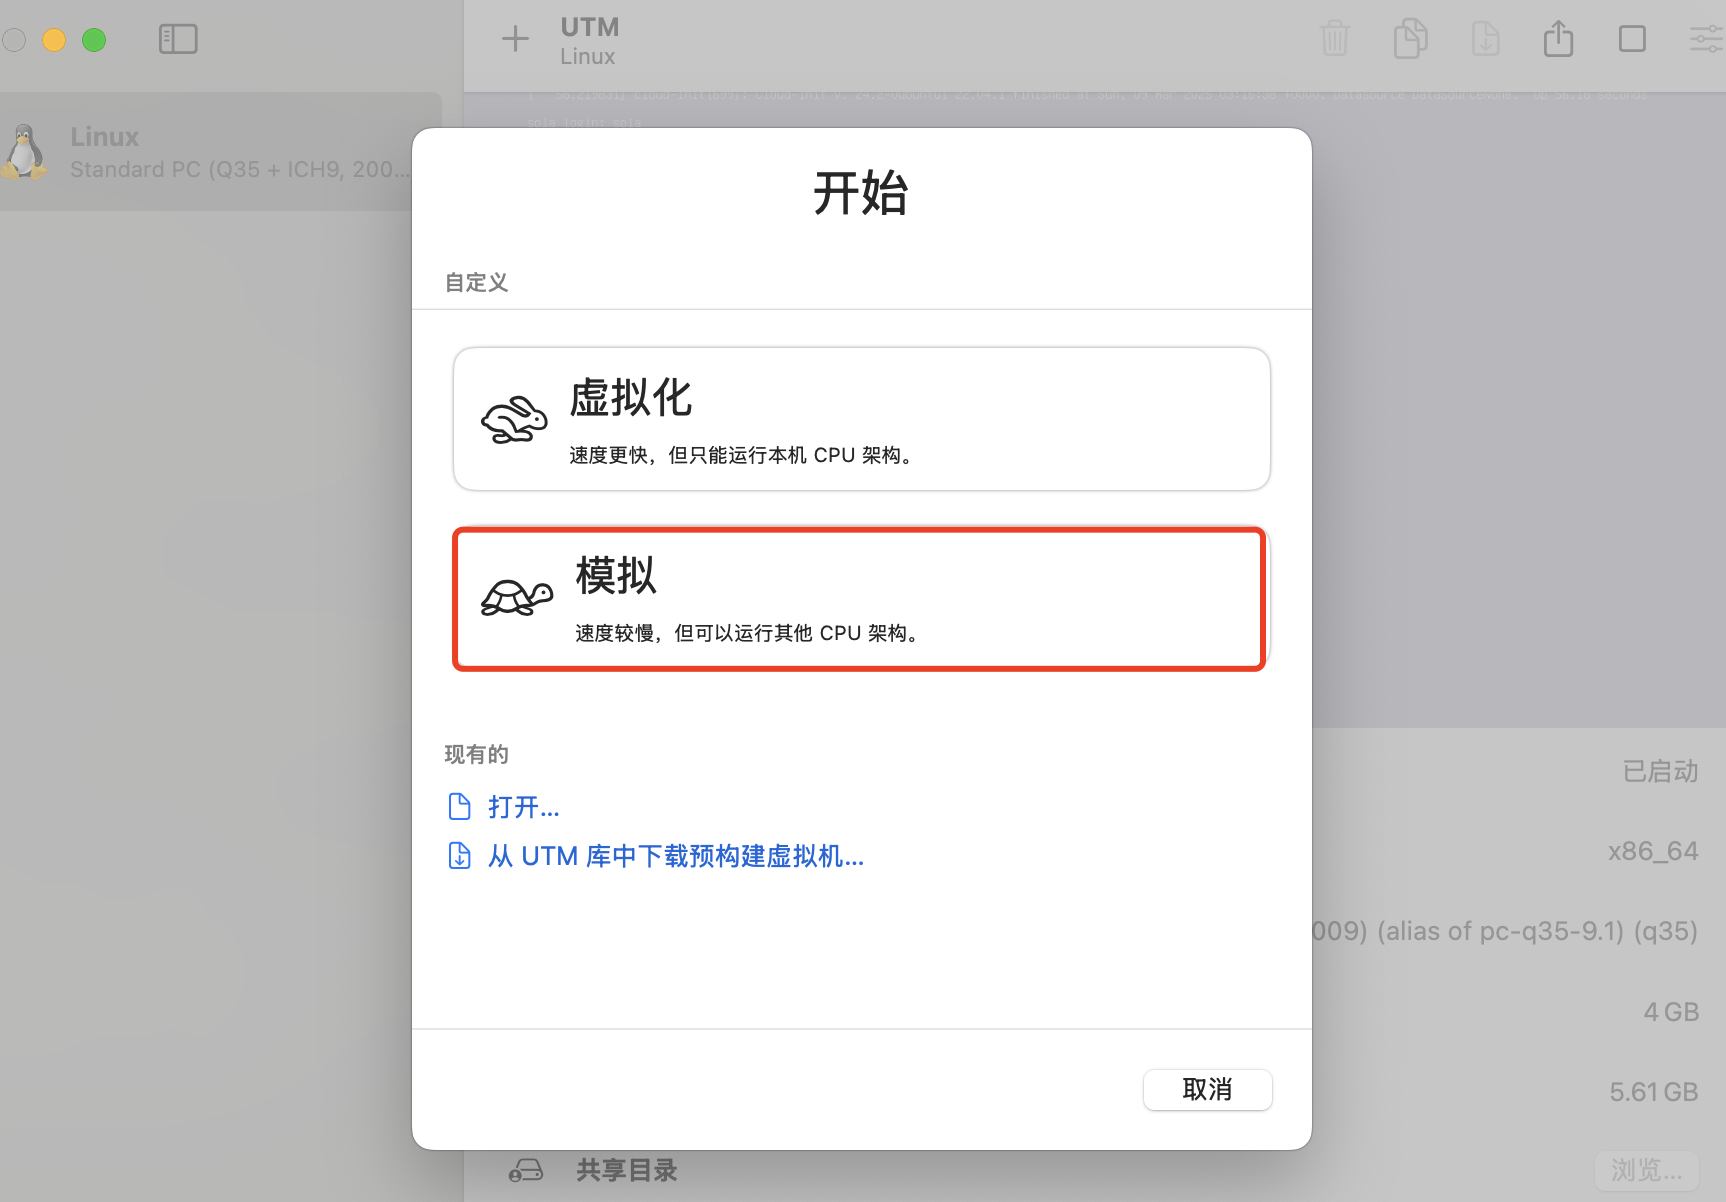 UTM
Linux
Linux
Standard PC (Q35 + ICH9, 200...
sola login: sola
开始
自定义
虚拟化
速度更快，但只能运行本机 CPU 架构。
模拟
速度较慢，但可以运行其他 CPU 架构。
现有的
打开...
从 UTM 库中下载预构建虚拟机...
取消
已启动
x86_64
009) (alias of pc-q35-9.1) (q35)
4 GB
5.61 GB
共享目录
浏览...